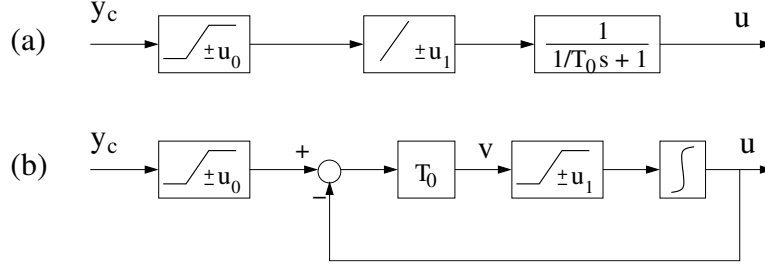 (a) y_c ±u_0 ±u_1 1/(1/T_0 s + 1) u
(b) y_c ±u_0 + − T_0 v ±u_1 ∫ u